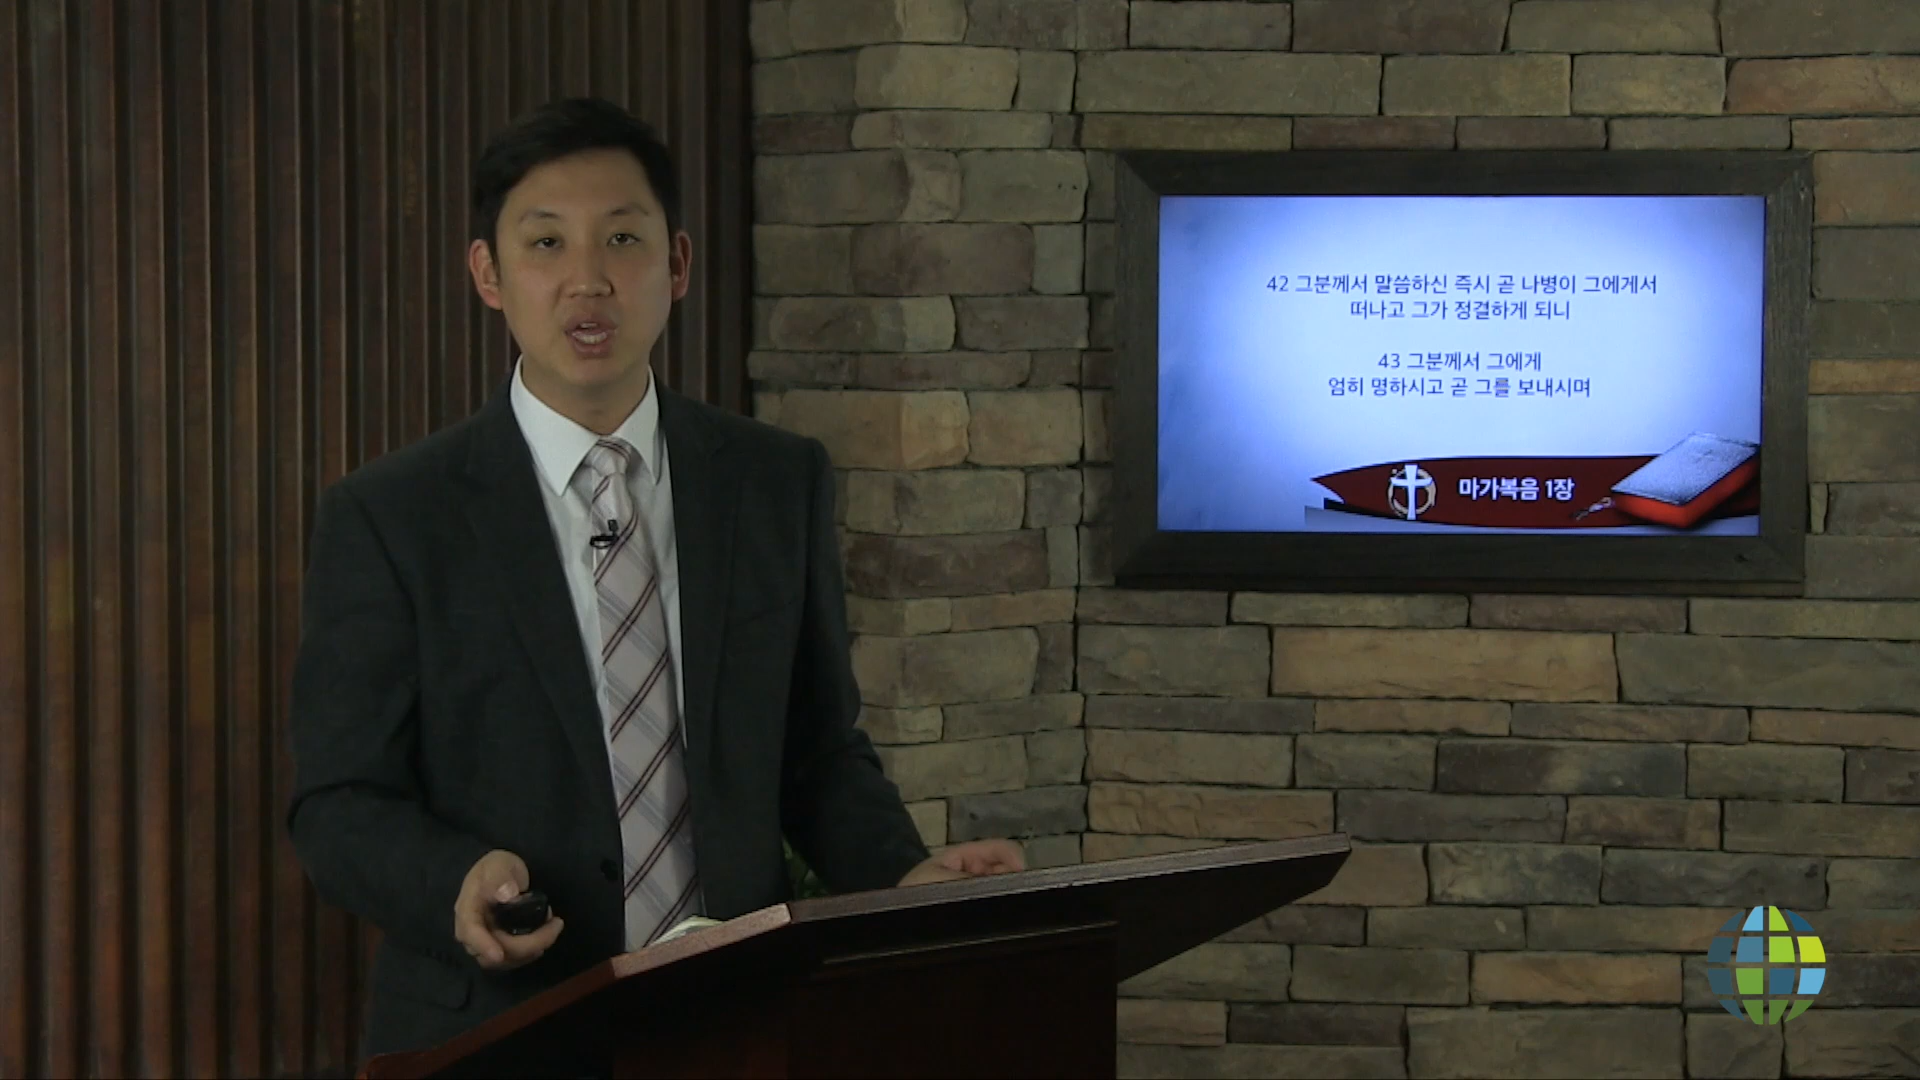 42 그분께서 말씀하신 즉시 곧 나병이 그에게서
떠나고 그가 정결하게 되니
43 그분께서 그에게
엄히 명하시고 곧 그를 보내시며
마가복음 1장